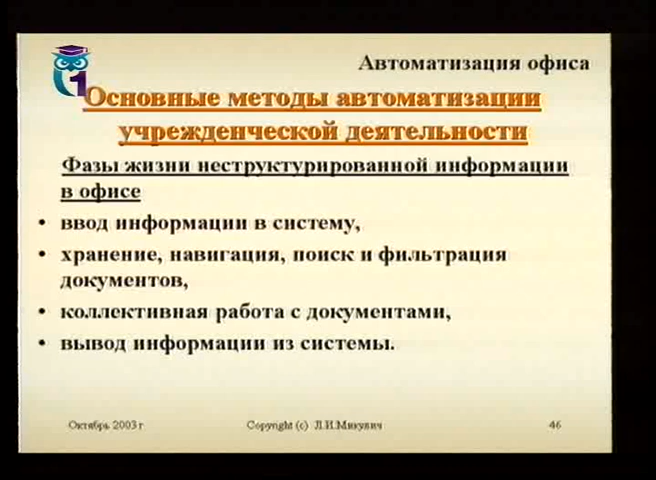 Автоматизация офиса
1
Основные методы автоматизации
учрежденческой деятельности
Фазы жизни неструктурированной информации
в офисе
• ввод информации в систему,
• хранение, навигация, поиск и фильтрация
документов,
• коллективная работа с документами,
• вывод информации из системы.
Октябрь 2003 г
Copyright (c) Л.И.Микулич
46